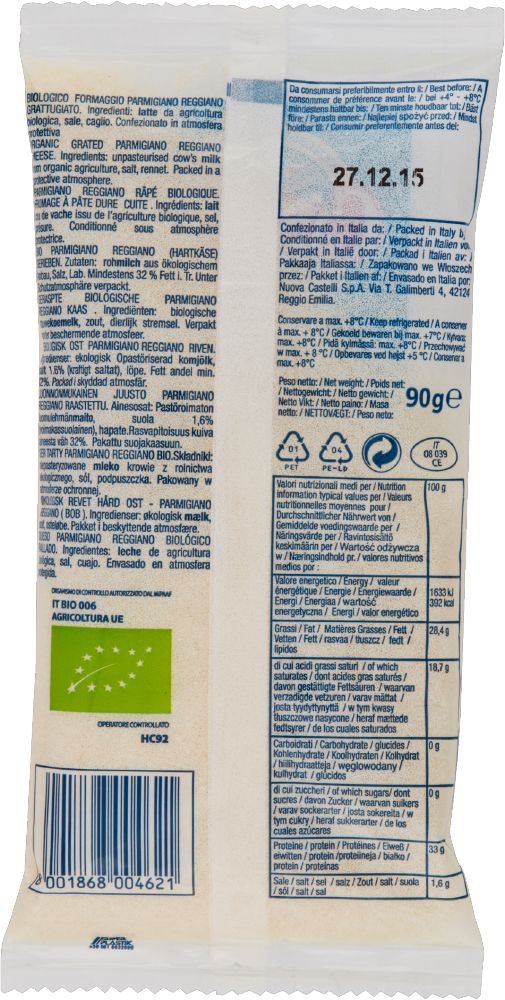 BIOLOGICO FORMAGGIO PARMIGIANO REGGIANO
GRATTUGIATO. Ingredienti: latte da agricoltura
biologica, sale, caglio. Confezionato in atmosfera
protettiva
ORGANIC GRATED PARMIGIANO REGGIANO
CHEESE. Ingredients: unpasteurised cow's milk
from organic agriculture, salt, rennet. Packed in a
protective atmosphere.
PARMIGIANO REGGIANO RÂPÉ BIOLOGIQUE.
FROMAGE À PÂTE DURE CUITE . Ingrédients: lait
cru de vache issu de l'agriculture biologique, sel,
présure. Conditionné sous atmosphère
protectrice.
BIO PARMIGIANO REGGIANO (HARTKÄSE)
GERIEBEN. Zutaten: rohmilch aus ökologischem
Anbau, Salz, Lab. Mindestens 32 % Fett i. Tr. Unter
Schutzatmosphäre verpackt.
GERASPTE BIOLOGISCHE PARMIGIANO
REGGIANO KAAS . Ingrediënten: biologische
rauwekoemelk, zout, dierlijk stremsel. Verpakt
beschermende atmosfeer.
EKOLOGISK OST PARMIGIANO REGGIANO RIVEN.
Ingredienser: ekologisk Opastöriserad komjölk,
salt 1,6% (kraftigt saltat), löpe. Fett andel min.
32%. Packad i skyddad atmosfär.
LUONNONMUKAINEN JUUSTO PARMIGIANO
REGGIANO RAASTETTU. Ainesosat: Pastöroimaton
suola 1,6%
(voimakassuolainen), hapate. Rasvapitoisuus kuiva
aineesta väh 32%. Pakattu suojakaasuun.
SER TARTY PARMIGIANO REGGIANO BIO. Składniki:
niepasteryzowane mleko krowie z rolnictwa
ekologicznego, sól, podpuszczka. Pakowany w
atmosferze ochronnej.
ØKOLOGISK REVET HÅRD OST - PARMIGIANO
REGGIANO ( BOB ). Ingredienser: økologisk mælk,
salt, osteløbe. Pakket i beskyttende atmosfære.
QUESO PARMIGIANO REGGIANO BIOLÓGICO
RALLADO. Ingredientes: leche de agricultura
biológica, sal, cuajo. Envasado en atmosfera
protegida.
ORGANISMO DI CONTROLLO AUTORIZZATO DAL MIPAAF
IT BIO 006
AGRICOLTURA UE
OPERATORE CONTROLLATO
HC92
8 001868 004621
SUPER
PLASTIK
Da consumarsi preferibilmente entro il: / Best before: / A
consommer de préférence avant le: / bei +4° - +8°C
mindestens haltbar bis: / Ten minste houdbaar tot: / Bäst
före: / Parasta ennen: / Najlepiej spożyć przed: / Mindst
holdbar til: / Consumir preferentemente antes del:
27.12.15
Confezionato in Italia da: / Packed in Italy by
Conditionné en Italie par: / Verpackt in Italien von
/ Verpakt in Italië door: / Packad i Italien av: /
Pakkaaja Italiassa: / Zapakowano we Włoszech
przez: / Pakket i Italien af: / Envasado en Italia por:
Nuova Castelli S.p.A. Via T. Galimberti 4, 42124
Reggio Emilia.
Conservare a max. +8°C / Keep refrigerated / A conserver
à max. + 8°C / Gekoeld bewaren bij max. +7°C / Kylvara:
max. +8°C / Pidä kylmässä: max. +8°C / Przechowywać
w max. + 8 °C / Opbevares ved højst +5 °C / Conservar a
max. +8°C
Peso netto: / Net weight: / Poids net:
/ Nettogewicht: / Netto gewicht: /
Netto Vikt: / Netto paino: / Masa
netto: / NETTOVÆGT: / Peso neto:
90g℮
01
PET
04
PE-LD
IT
08 039
CE
Valori nutrizionali medi per / Nutrition
information typical values per / Valeurs
nutritionnelles moyennes pour /
Durchschnittlicher Nährwert von /
Gemiddelde voedingswaarde per /
Näringsvärde per / Ravintosisältö
keskimäärin per / Wartość odżywcza
w / Næringsindhold pr. / valores nutritivos
medios por :
100 g
Valore energetico / Energy / valeur
énergétique / Energie / Energiewaarde /
Energi / Energiaa / wartość
energetyczna / Energi / valor energético
1633 kJ
392 kcal
Grassi / Fat / Matières Grasses / Fett /
Vetten / Fett / rasvaa / tłuszcz / fedt /
lipidos
28,4 g
di cui acidi grassi saturi / of which
saturates / dont acides gras saturés /
davon gestättigte Fettsäuren / waarvan
verzadigde vetzuren / varav mättat /
josta tyydyttynyttä / w tym kwasy
tłuszczowe nasycone / heraf mættede
fedtsyrer / de los cuales saturados
18,7 g
Carboidrati / Carbohydrate / glucides /
Kohlenhydrate / Koolhydraten / Kolhydrat
/ hiilihydraatteja / węglowodany /
kulhydrat / glúcidos
0 g
di cui zuccheri / of which sugars / dont
sucres / davon Zucker / waarvan suikers
/ varav sockerarter / josta sokereita / w
tym cukry / heraf sukkerarter / de los
cuales azúcares
0 g
Proteine / protein / Protéines / Eiweß /
eiwitten / protein /proteiineja / białko /
protein / proteínas
33 g
Sale / salt / sel / salz / Zout / salt / suola
/ sól / salt / sal
1,6 g